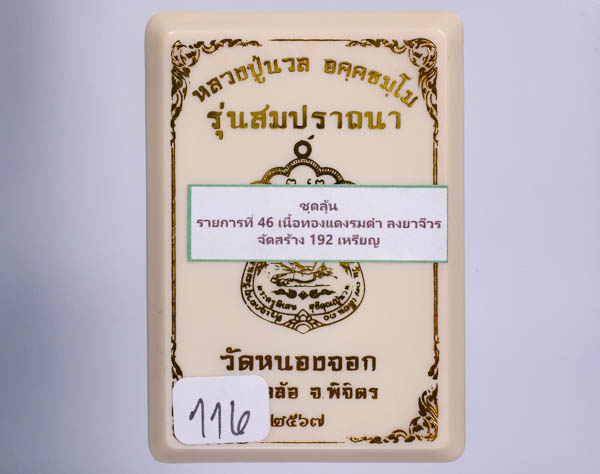 หลวงปู่นวล อคฺคธมฺโม
รุ่นสมปรารถนา
ชุดลุ้น
รายการที่ 46 เนื้อทองแดงรมดำ ลงยาจีวร
จัดสร้าง 192 เหรียญ
วัดหนองจอก
จ.พิจิตร
๒๕๖๗
116